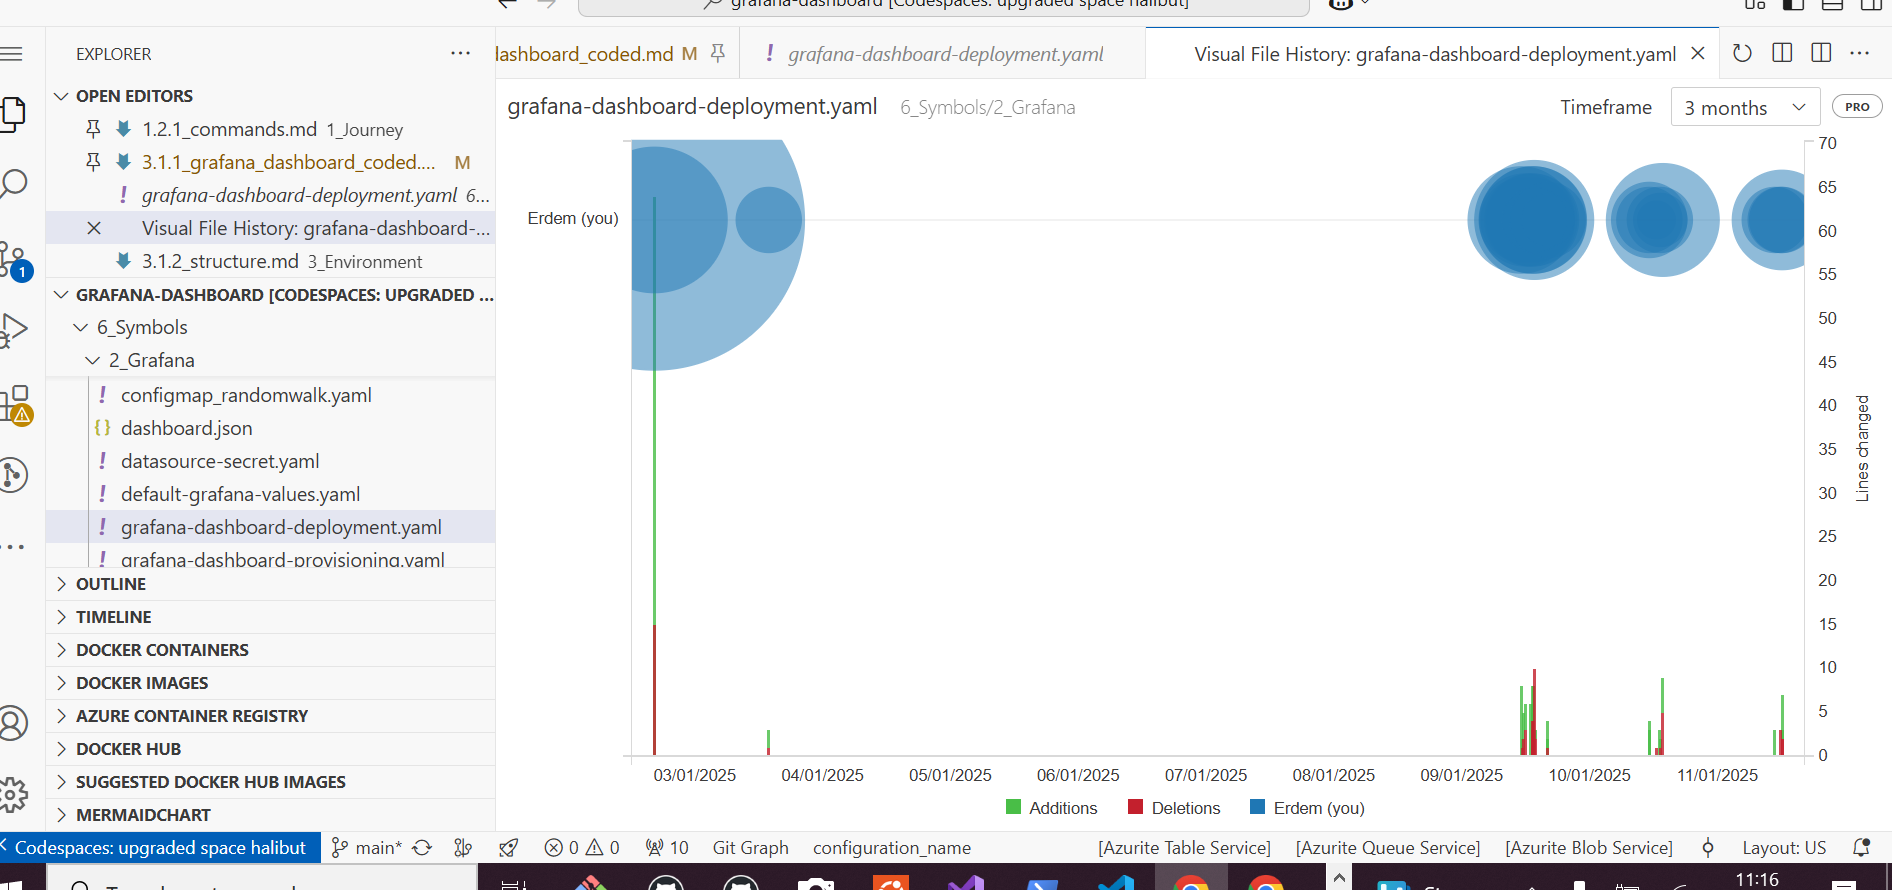 grafana-dashboard [Codespaces: upgraded space halibut]
EXPLORER
OPEN EDITORS
1.2.1_commands.md 1_Journey
3.1.1_grafana_dashboard_coded.... M
! grafana-dashboard-deployment.yaml 6...
Visual File History: grafana-dashboard-...
3.1.2_structure.md 3_Environment
GRAFANA-DASHBOARD [CODESPACES: UPGRADED ...
6_Symbols
2_Grafana
! configmap_randomwalk.yaml
{} dashboard.json
! datasource-secret.yaml
! default-grafana-values.yaml
! grafana-dashboard-deployment.yaml
! grafana-dashboard-provisioning.yaml
OUTLINE
TIMELINE
DOCKER CONTAINERS
DOCKER IMAGES
AZURE CONTAINER REGISTRY
DOCKER HUB
SUGGESTED DOCKER HUB IMAGES
MERMAIDCHART
1
dashboard_coded.md M
! grafana-dashboard-deployment.yaml
Visual File History: grafana-dashboard-deployment.yaml
grafana-dashboard-deployment.yaml 6_Symbols/2_Grafana
Timeframe 3 months PRO
Erdem (you)
70
65
60
55
50
45
40
35
30
25
20
15
10
5
0
Lines changed
03/01/2025 04/01/2025 05/01/2025 06/01/2025 07/01/2025 08/01/2025 09/01/2025 10/01/2025 11/01/2025
Additions Deletions Erdem (you)
Codespaces: upgraded space halibut main* 0 0 10 Git Graph configuration_name [Azurite Table Service] [Azurite Queue Service] [Azurite Blob Service] Layout: US
11:16